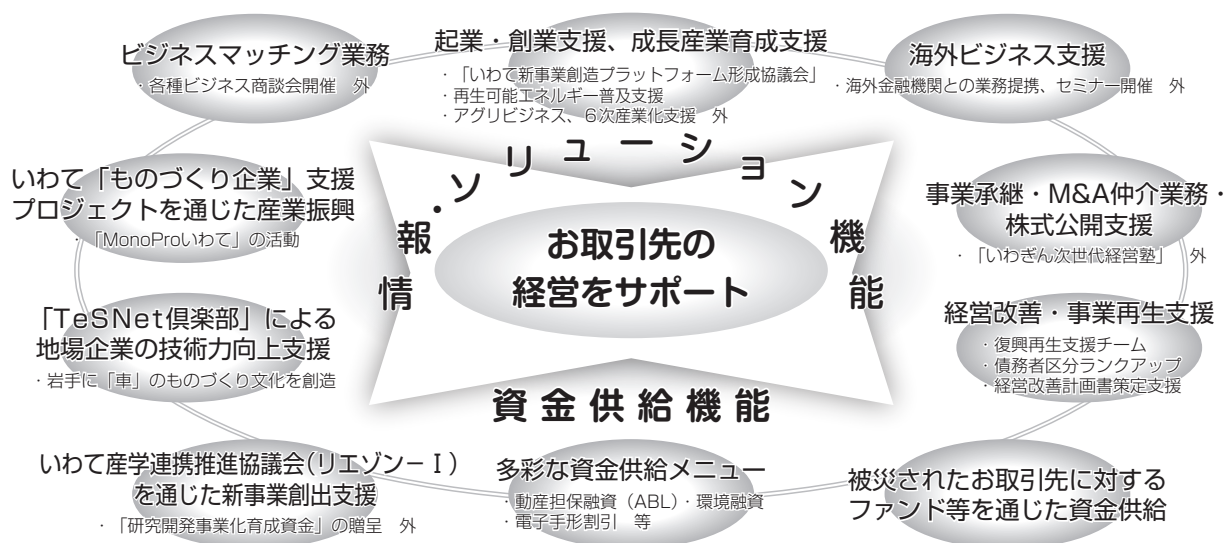 ビジネスマッチング業務
・各種ビジネス商談会開催　外
起業・創業支援、成長産業育成支援
・「いわて新事業創造プラットフォーム形成協議会」
・再生可能エネルギー普及支援
・アグリビジネス、6次産業化支援　外
海外ビジネス支援
・海外金融機関との業務提携、セミナー開催　外
情報・ソリューション機能
いわて「ものづくり企業」支援
プロジェクトを通じた産業振興
・「MonoProいわて」の活動
お取引先の
経営をサポート
事業承継・M&A仲介業務・
株式公開支援
・「いわぎん次世代経営塾」　外
「TeSNet倶楽部」による
地場企業の技術力向上支援
・岩手に「車」のものづくり文化を創造
経営改善・事業再生支援
・復興再生支援チーム
・債務者区分ランクアップ
・経営改善計画書策定支援
資金供給機能
いわて産学連携推進協議会(リエゾン－Ⅰ)
を通じた新事業創出支援
・「研究開発事業化育成資金」の贈呈　外
多彩な資金供給メニュー
・動産担保融資（ABL）・環境融資
・電子手形割引　等
被災されたお取引先に対する
ファンド等を通じた資金供給